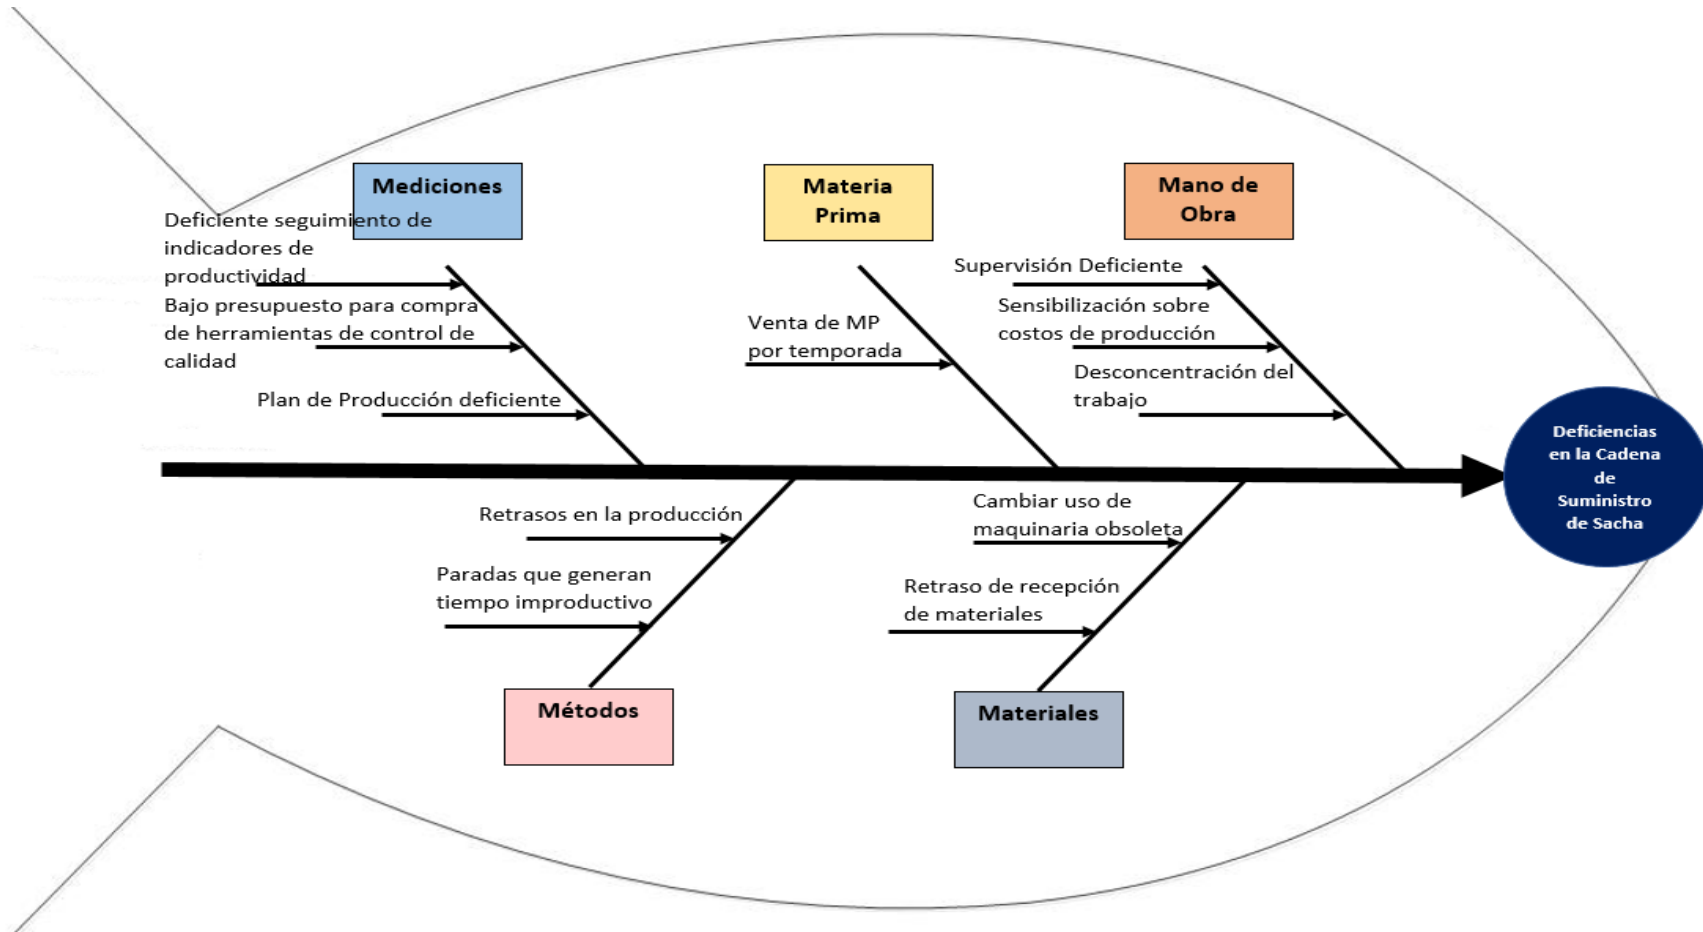 Mediciones
Materia
Prima
Mano de
Obra
Deficiente seguimiento de
indicadores de
productividad
Bajo presupuesto para compra
de herramientas de control de
calidad
Plan de Producción deficiente
Venta de MP
por temporada
Supervisión Deficiente
Sensibilización sobre
costos de producción
Desconcentración del
trabajo
Deficiencias
en la Cadena
de
Suministro
de Sacha
Retrasos en la producción
Paradas que generan
tiempo improductivo
Cambiar uso de
maquinaria obsoleta
Retraso de recepción
de materiales
Métodos
Materiales